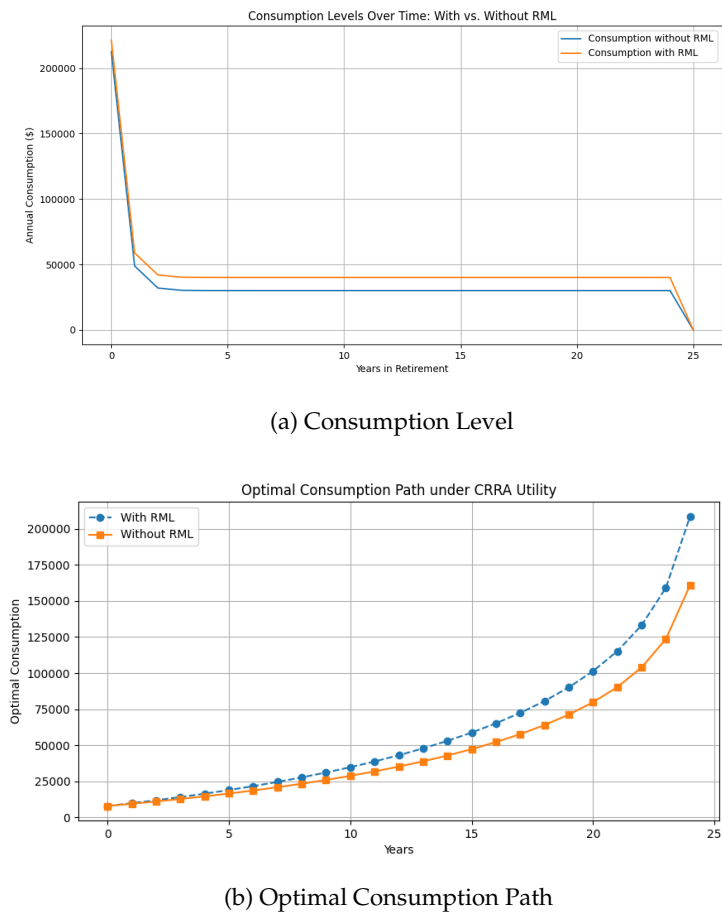 Consumption Levels Over Time: With vs. Without RML
Consumption without RML
Consumption with RML
200000
150000
100000
50000
0
Annual Consumption ($)
0 5 10 15 20 25
Years in Retirement
(a) Consumption Level
Optimal Consumption Path under CRRA Utility
With RML
Without RML
200000
175000
150000
125000
100000
75000
50000
25000
0
Optimal Consumption
0 5 10 15 20 25
Years
(b) Optimal Consumption Path